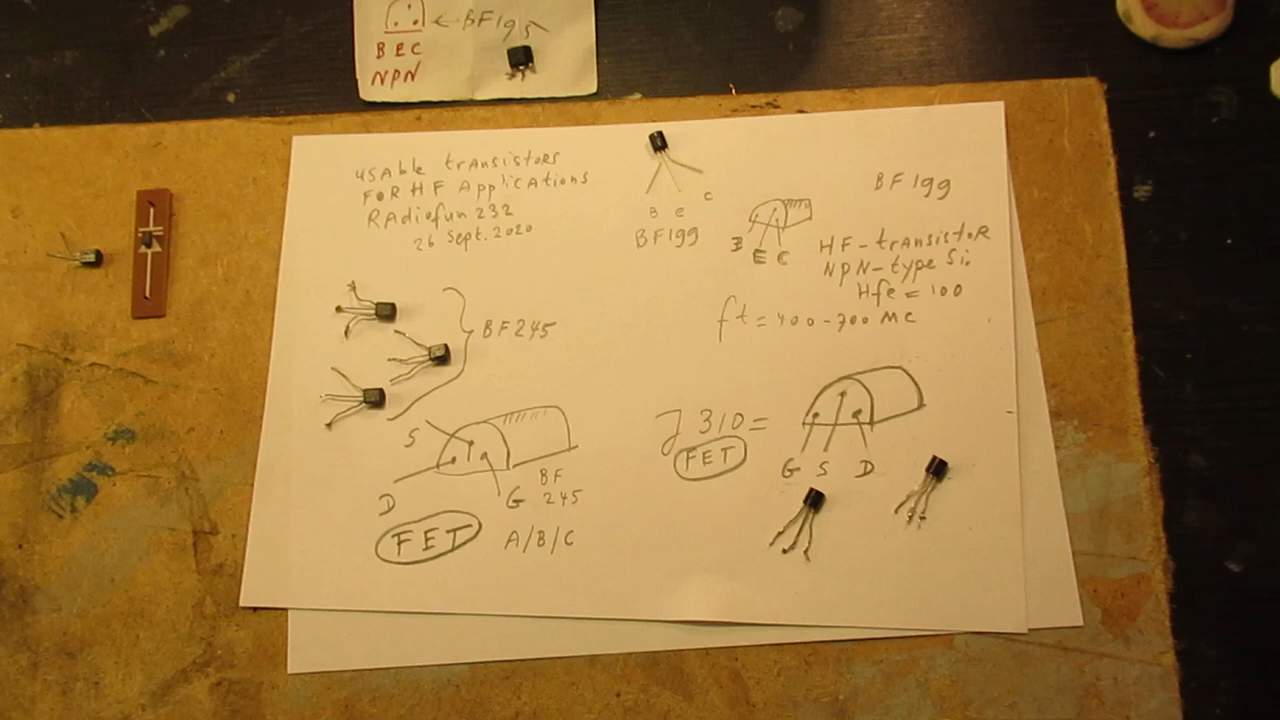 ← BF195
B E C
NPN
USAble transistors
FOR HF Applications
RAdiofun 232
26 Sept. 2020
B e C
BF199
BF199
B E C
HF-transistoR
NPN-type Si.
Hfe = 100
ft = 400-700 MC
BF245
S
D
G
BF
245
FET
A/B/C
J310=
FET
G S D